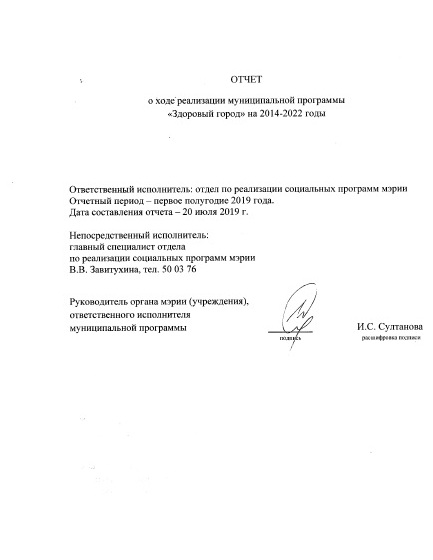 ОТЧЕТ
о ходе реализации муниципальной программы
«Здоровый город» на 2014-2022 годы
Ответственный исполнитель: отдел по реализации социальных программ мэрии
Отчетный период – первое полугодие 2019 года.
Дата составления отчета – 20 июля 2019 г.
Непосредственный исполнитель:
главный специалист отдела
по реализации социальных программ мэрии
В.В. Завитухина, тел. 50 03 76
Руководитель органа мэрии (учреждения),
ответственного исполнителя
муниципальной программы
И.С. Султанова
подпись
расшифровка подписи